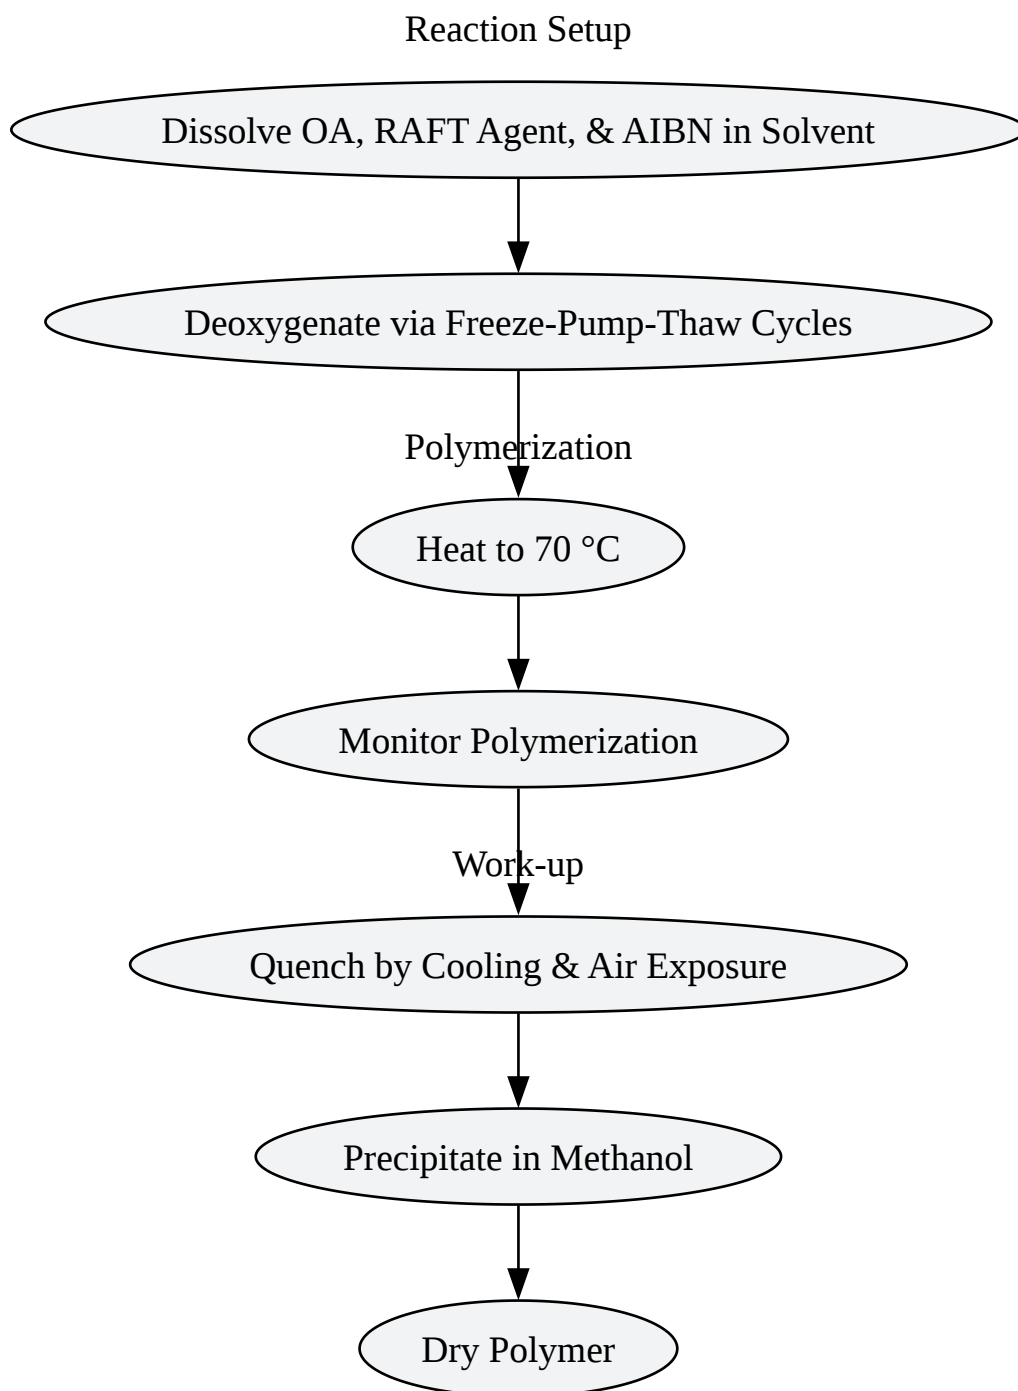 Reaction Setup
Dissolve OA, RAFT Agent, & AIBN in Solvent
Deoxygenate via Freeze-Pump-Thaw Cycles
Polymerization
Heat to 70 °C
Monitor Polymerization
Work-up
Quench by Cooling & Air Exposure
Precipitate in Methanol
Dry Polymer